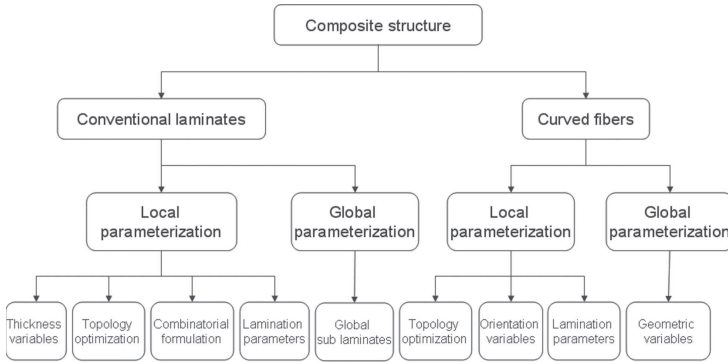 Composite structure
Conventional laminates
Curved fibers
Local
parameterization
Global
parameterization
Local
parameterization
Global
parameterization
Thickness
variables
Topology
optimization
Combinatorial
formulation
Lamination
parameters
Global
sub laminates
Topology
optimization
Orientation
variables
Lamination
parameters
Geometric
variables